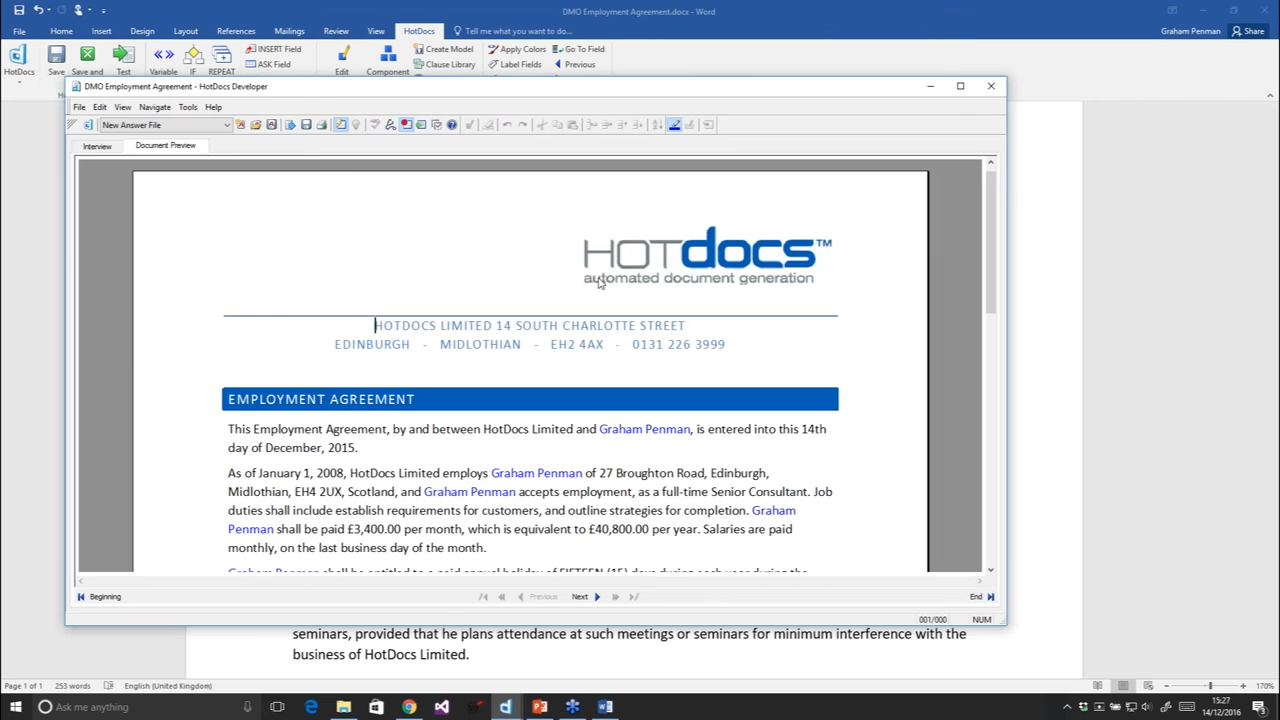 DMO Employment Agreement.docx - Word
File Home Insert Design Layout References Mailings Review View HotDocs Tell me what you want to do... Graham Penman Share
INSERT Field Create Model Apply Colors Go To Field
ASK Field Clause Library Label Fields Previous
HotDocs Save Save and Test Variable IF REPEAT Edit Component
DMO Employment Agreement - HotDocs Developer
File Edit View Navigate Tools Help
New Answer File
Interview Document Preview
HOTdocs™
automated document generation
HOTDOCS LIMITED 14 SOUTH CHARLOTTE STREET
EDINBURGH - MIDLOTHIAN - EH2 4AX - 0131 226 3999
EMPLOYMENT AGREEMENT
This Employment Agreement, by and between HotDocs Limited and Graham Penman, is entered into this 14th
day of December, 2015.
As of January 1, 2008, HotDocs Limited employs Graham Penman of 27 Broughton Road, Edinburgh,
Midlothian, EH4 2UX, Scotland, and Graham Penman accepts employment, as a full-time Senior Consultant. Job
duties shall include establish requirements for customers, and outline strategies for completion. Graham
Penman shall be paid £3,400.00 per month, which is equivalent to £40,800.00 per year. Salaries are paid
monthly, on the last business day of the month.
Graham Penman shall be entitled to a paid annual holiday of FIFTEEN (15) days during each year during the
Beginning Previous Next End
001/000 NUM
seminars, provided that he plans attendance at such meetings or seminars for minimum interference with the
business of HotDocs Limited.
Page 1 of 1 253 words English (United Kingdom) 170%
Ask me anything
15:27
14/12/2016